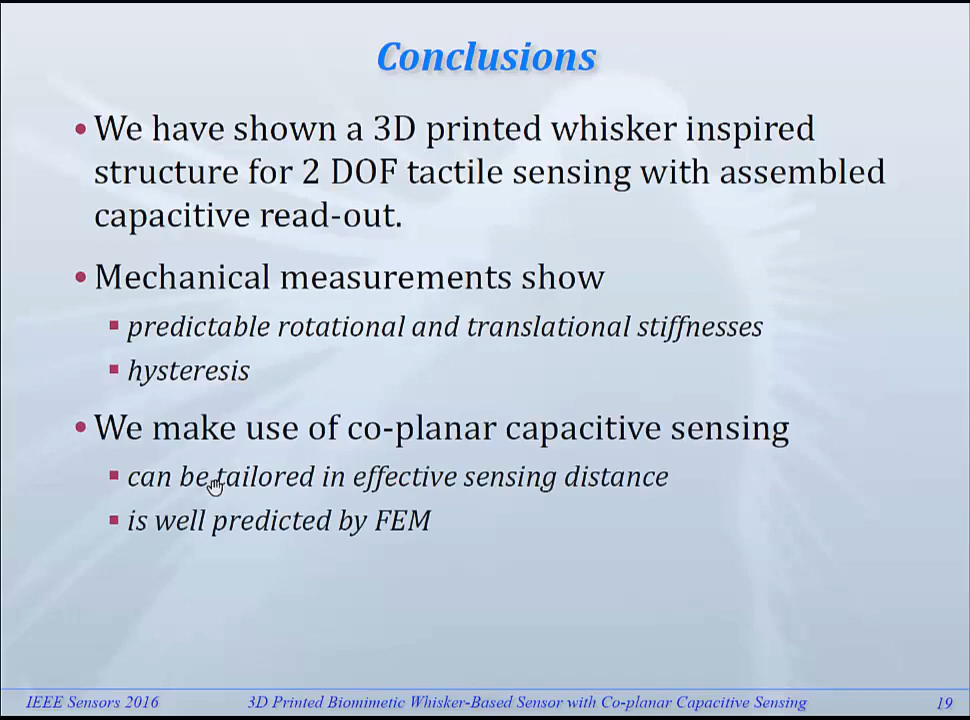 Conclusions
• We have shown a 3D printed whisker inspired
structure for 2 DOF tactile sensing with assembled
capacitive read-out.
• Mechanical measurements show
▪ predictable rotational and translational stiffnesses
▪ hysteresis
• We make use of co-planar capacitive sensing
▪ can be tailored in effective sensing distance
▪ is well predicted by FEM
IEEE Sensors 2016 3D Printed Biomimetic Whisker-Based Sensor with Co-planar Capacitive Sensing 19